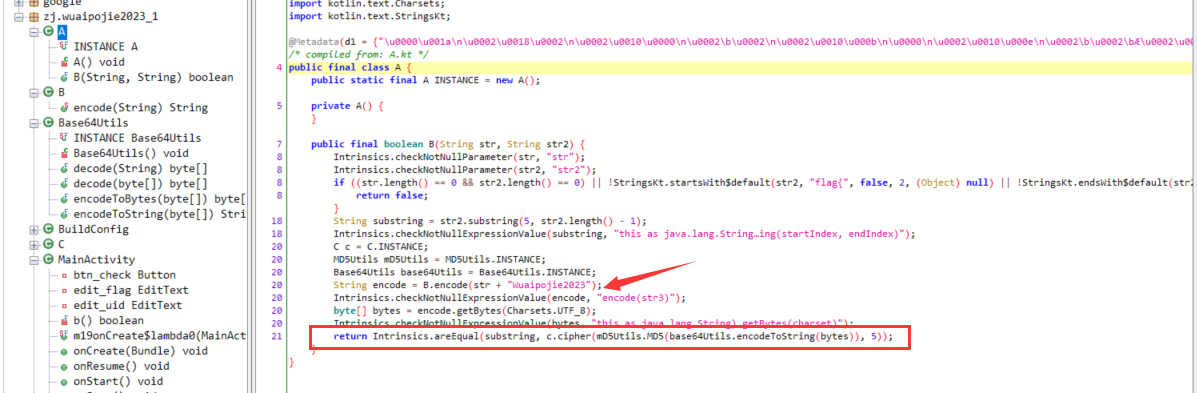 google
zj.wuaipojie2023_1
A
INSTANCE A
A() void
B(String, String) boolean
B
encode(String) String
Base64Utils
INSTANCE Base64Utils
Base64Utils() void
decode(String) byte[]
decode(byte[]) byte[]
encodeToBytes(byte[]) byte[
encodeToString(byte[]) Stri
BuildConfig
C
MainActivity
btn_check Button
edit_flag EditText
edit_uid EditText
b() boolean
m19onCreate$lambda0(MainAct
onCreate(Bundle) void
onResume() void
onStart() void
import kotlin.text.Charsets;
import kotlin.text.StringsKt;
@Metadata(d1 = {"\u0000\u001a\n\u0002\u0018\u0002\n\u0002\u0010\u0000\n\u0002\b\u0002\n\u0002\u0010\u000b\n\u0000\n\u0002\u0010\u000e\n\u0002\b\u0002\bÆ\u0002\u00
/* compiled from: A.kt */
4 public final class A {
public static final A INSTANCE = new A();
5 private A() {
}
7 public final boolean B(String str, String str2) {
8 Intrinsics.checkNotNullParameter(str, "str");
8 Intrinsics.checkNotNullParameter(str2, "str2");
8 if ((str.length() == 0 && str2.length() == 0) || !StringsKt.startsWith$default(str2, "flag{", false, 2, (Object) null) || !StringsKt.endsWith$default(str2
8 return false;
}
18 String substring = str2.substring(5, str2.length() - 1);
18 Intrinsics.checkNotNullExpressionValue(substring, "this as java.lang.String…ing(startIndex, endIndex)");
20 C c = C.INSTANCE;
20 MD5Utils mD5Utils = MD5Utils.INSTANCE;
20 Base64Utils base64Utils = Base64Utils.INSTANCE;
20 String encode = B.encode(str + "Wuaipojie2023");
20 Intrinsics.checkNotNullExpressionValue(encode, "encode(str3)");
20 byte[] bytes = encode.getBytes(Charsets.UTF_8);
20 Intrinsics.checkNotNullExpressionValue(bytes, "this as java.lang.String).getBytes(charset)");
21 return Intrinsics.areEqual(substring, c.cipher(mD5Utils.MD5(base64Utils.encodeToString(bytes)), 5));
}
}